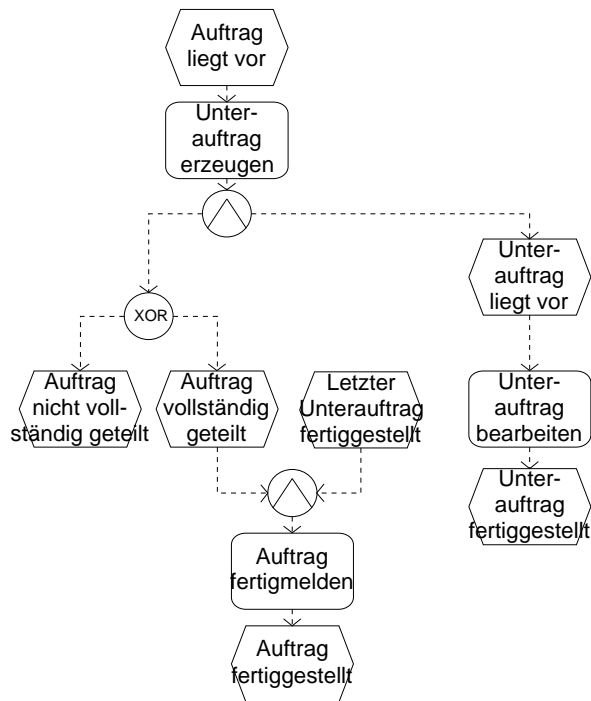 Auftrag
liegt vor
Unter-
auftrag
erzeugen
Unter-
auftrag
liegt vor
XOR
Auftrag
nicht voll-
ständig geteilt
Auftrag
vollständig
geteilt
Letzter
Unterauftrag
fertiggestellt
Unter-
auftrag
bearbeiten
Unter-
auftrag
fertiggestellt
Auftrag
fertigmelden
Auftrag
fertiggestellt